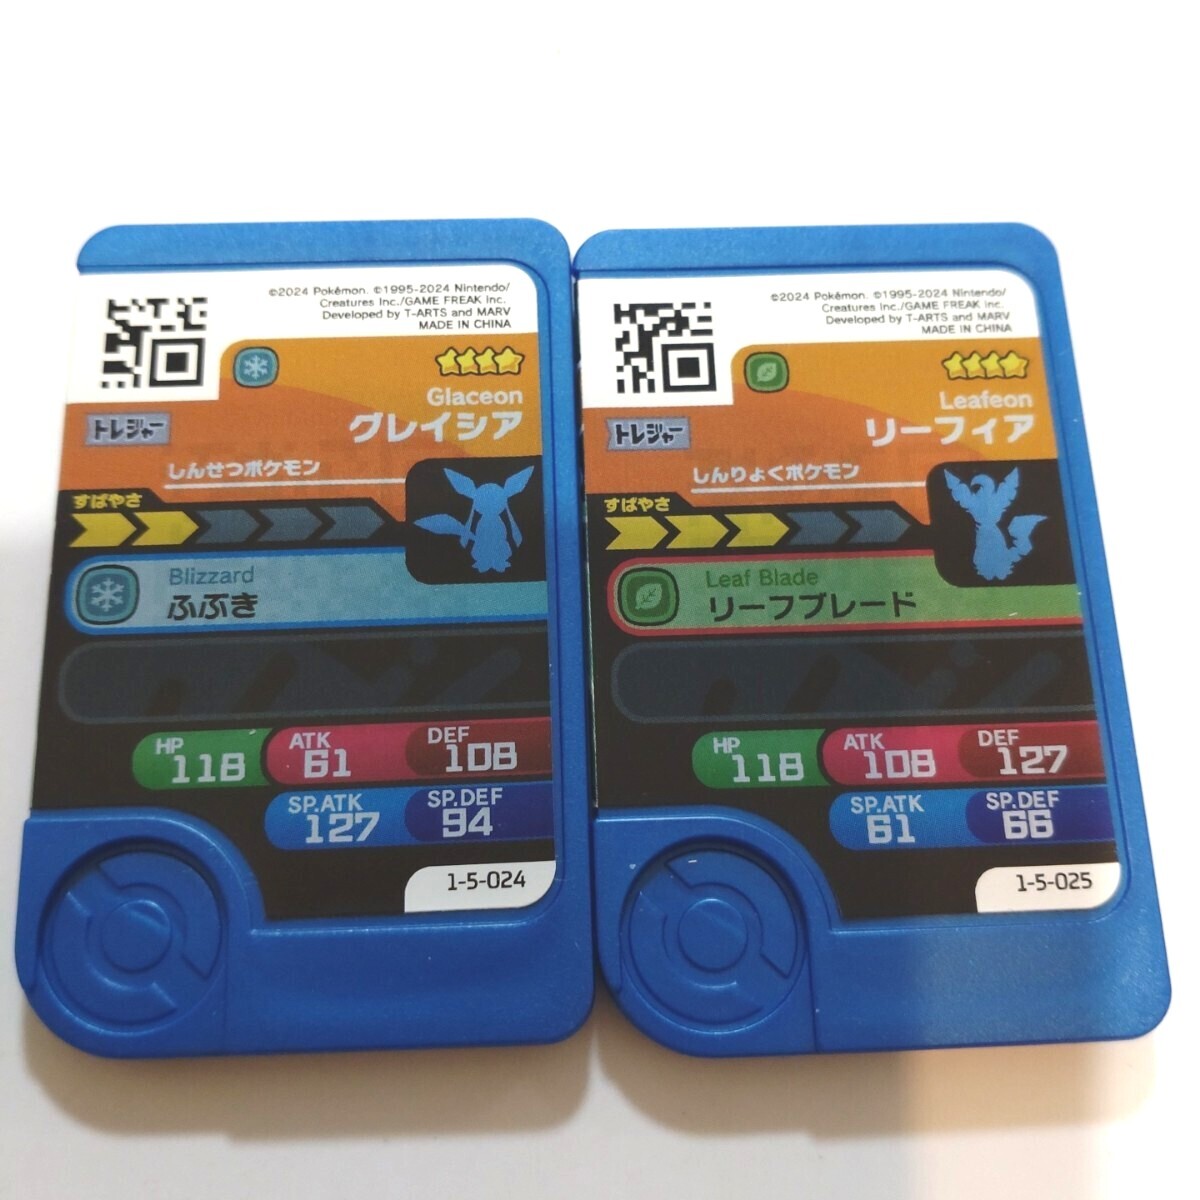 ©2024 Pokémon. ©1995-2024 Nintendo/
Creatures Inc./GAME FREAK inc.
Developed by T-ARTS and MARV
MADE IN CHINA
Glaceon
グレイシア
トレジャー
しんせつポケモン
すばやさ
Blizzard
ふぶき
HP
118
ATK
61
DEF
108
SP.ATK
127
SP.DEF
94
1-5-024
©2024 Pokémon. ©1995-2024 Nintendo/
Creatures Inc./GAME FREAK inc.
Developed by T-ARTS and MARV
MADE IN CHINA
Leafeon
リーフィア
トレジャー
しんりょくポケモン
すばやさ
Leaf Blade
リーフブレード
HP
118
ATK
108
DEF
127
SP.ATK
61
SP.DEF
66
1-5-025